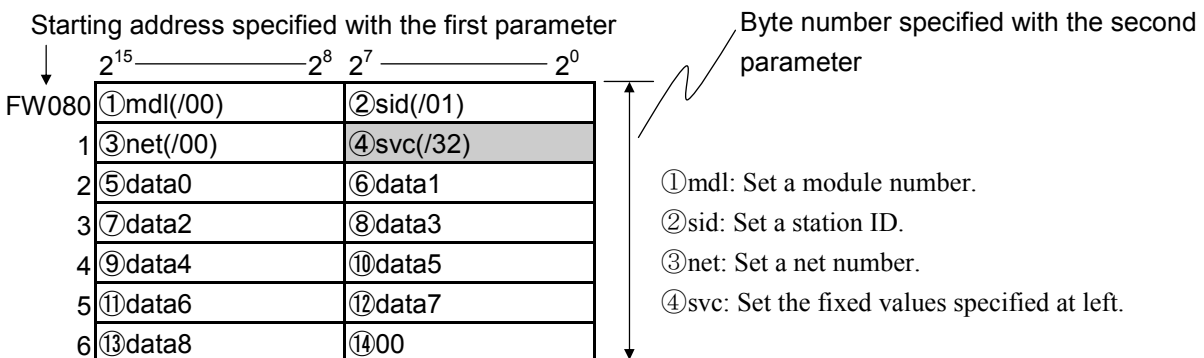 Starting address specified with the first parameter
Byte number specified with the second
parameter
2¹⁵ 2⁸ 2⁷ 2⁰
FW080 ①mdl(/00) ②sid(/01)
1 ③net(/00) ④svc(/32)
2 ⑤data0 ⑥data1
3 ⑦data2 ⑧data3
4 ⑨data4 ⑩data5
5 ⑪data6 ⑫data7
6 ⑬data8 ⑭00
①mdl: Set a module number.
②sid: Set a station ID.
③net: Set a net number.
④svc: Set the fixed values specified at left.